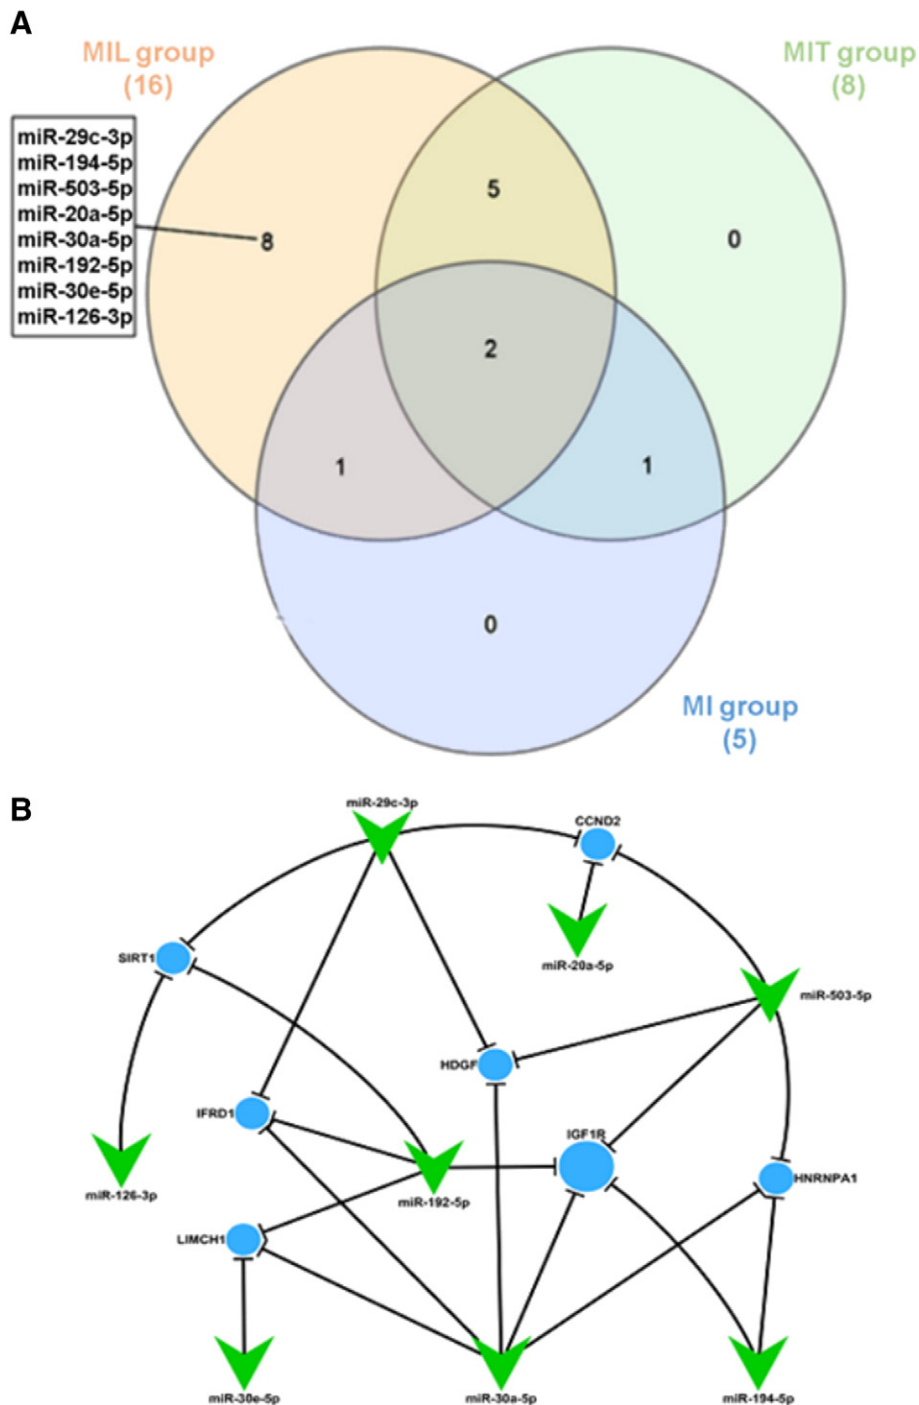 A
MIL group
(16)
MIT group
(8)
miR-29c-3p
miR-194-5p
miR-503-5p
miR-20a-5p
miR-30a-5p
miR-192-5p
miR-30e-5p
miR-126-3p
8
5
0
2
1
1
0
MI group
(5)
B
miR-29c-3p
CCND2
SIRT1
miR-20a-5p
miR-503-5p
HDGF
IFRD1
IGF1R
HNRNPA1
miR-126-3p
miR-192-5p
LIMCH1
miR-30e-5p
miR-30a-5p
miR-194-5p